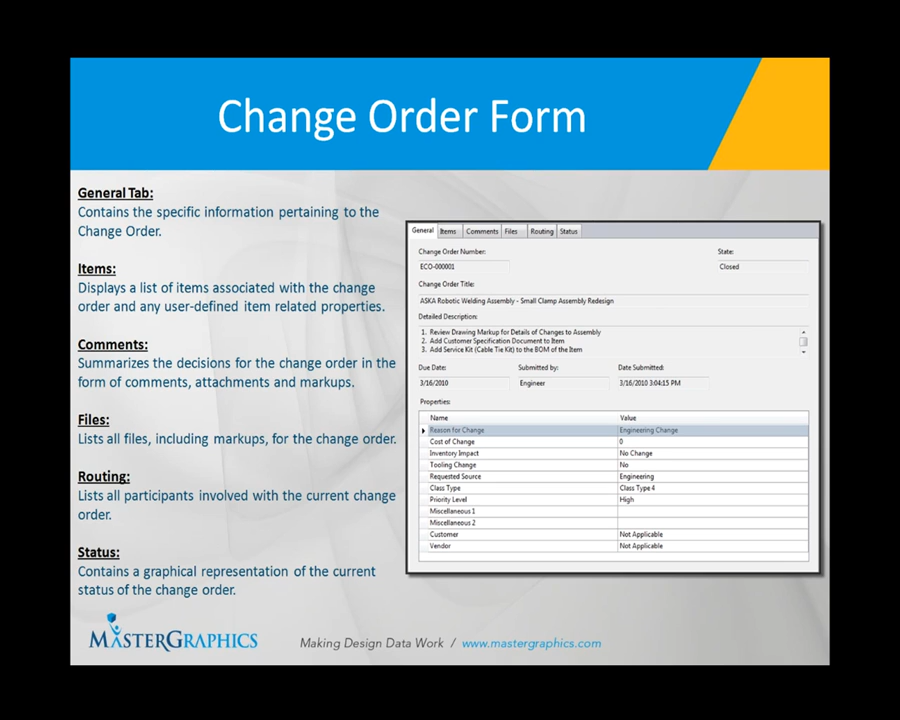 Change Order Form
General Tab:
Contains the specific information pertaining to the
Change Order.
Items:
Displays a list of items associated with the change
order and any user-defined item related properties.
Comments:
Summarizes the decisions for the change order in the
form of comments, attachments and markups.
Files:
Lists all files, including markups, for the change order.
Routing:
Lists all participants involved with the current change
order.
Status:
Contains a graphical representation of the current
status of the change order.
General Items Comments Files Routing Status
Change Order Number: State:
ECO-000001 Closed
Change Order Title:
ASKA Robotic Welding Assembly - Small Clamp Assembly Redesign
Detailed Description:
1. Review Drawing Markup for Details of Changes to Assembly
2. Add Customer Specification Document to Item
3. Add Service Kit (Cable Tie Kit) to the BOM of the Item
Due Date: Submitted by: Date Submitted:
3/16/2010 Engineer 3/16/2010 3:04:15 PM
Properties:
Name Value
Reason for Change Engineering Change
Cost of Change 0
Inventory Impact No Change
Tooling Change No
Requested Source Engineering
Class Type Class Type 4
Priority Level High
Miscellaneous 1
Miscellaneous 2
Customer Not Applicable
Vendor Not Applicable
MASTERGRAPHICS
Making Design Data Work / www.mastergraphics.com